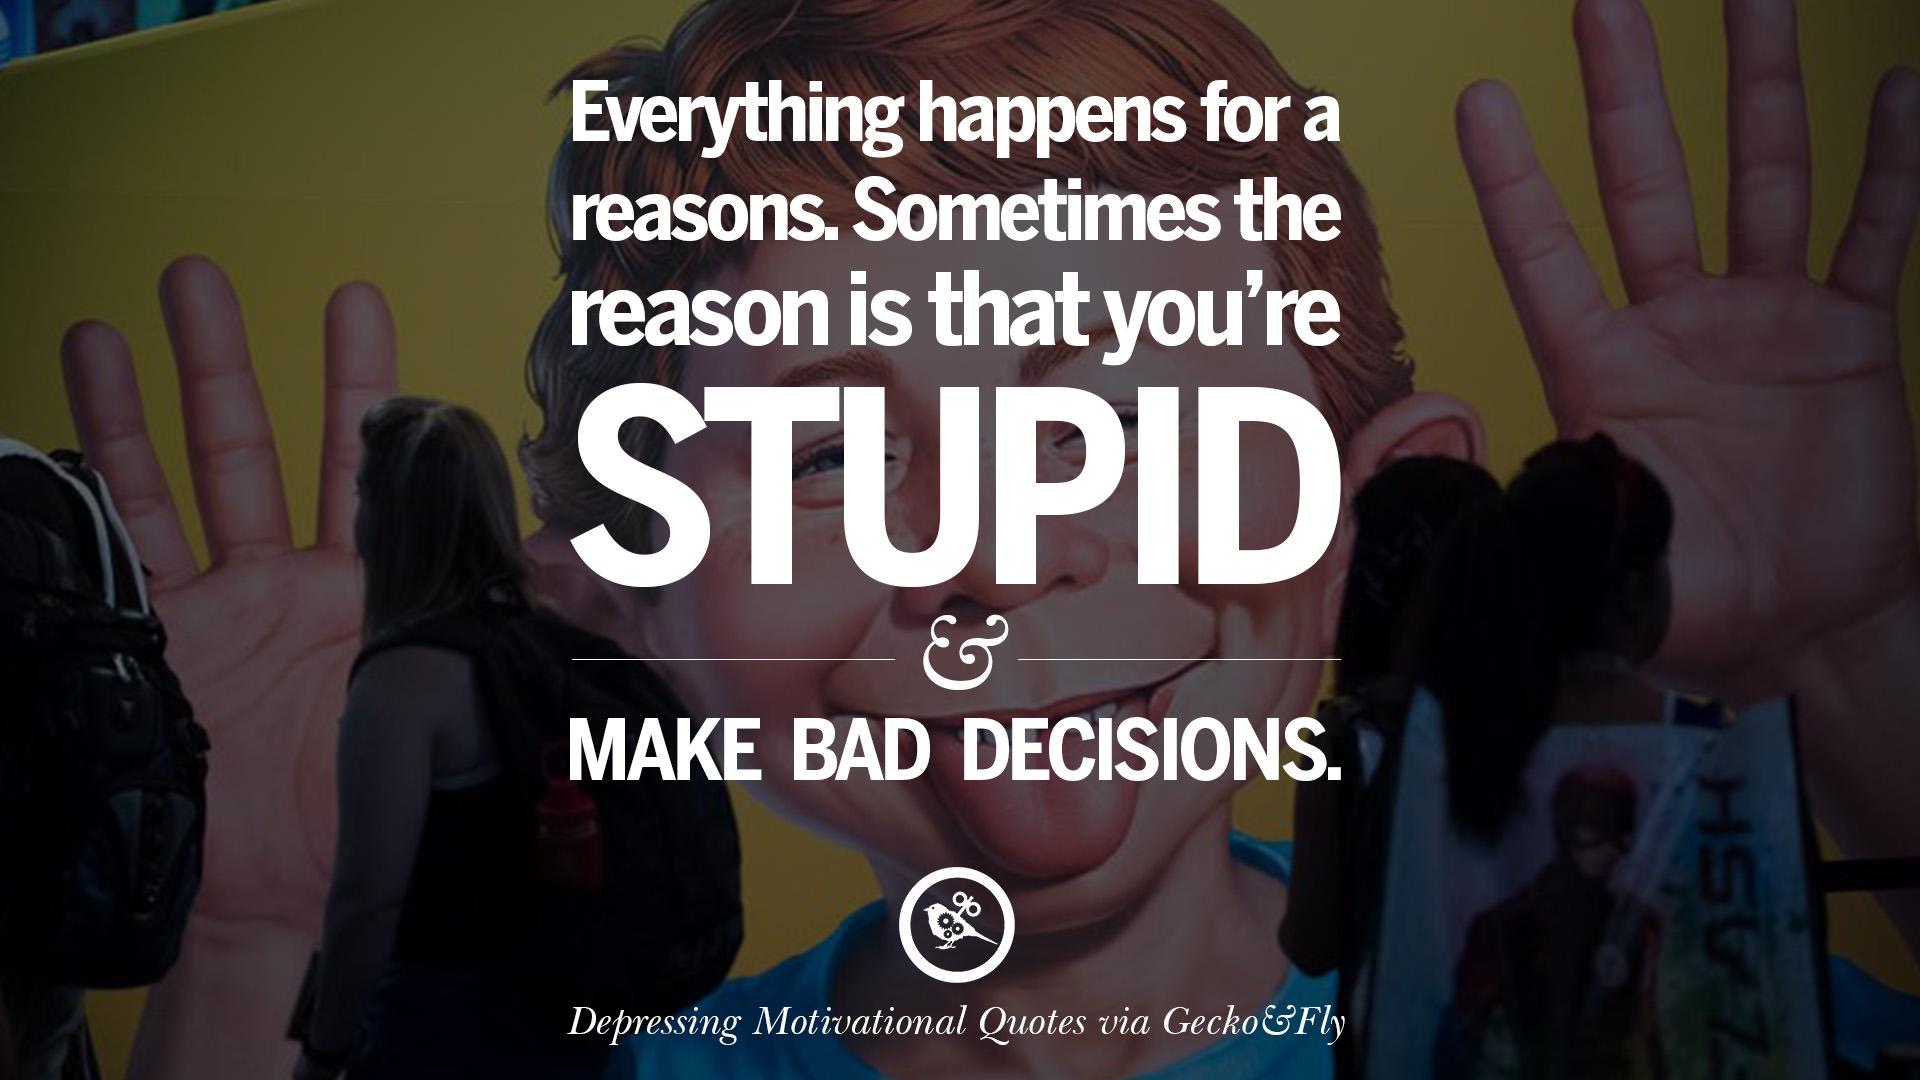 Everything happens for a
reasons. Sometimes the
reason is that you're
STUPID
&
MAKE BAD DECISIONS.
Depressing Motivational Quotes via Gecko&Fly